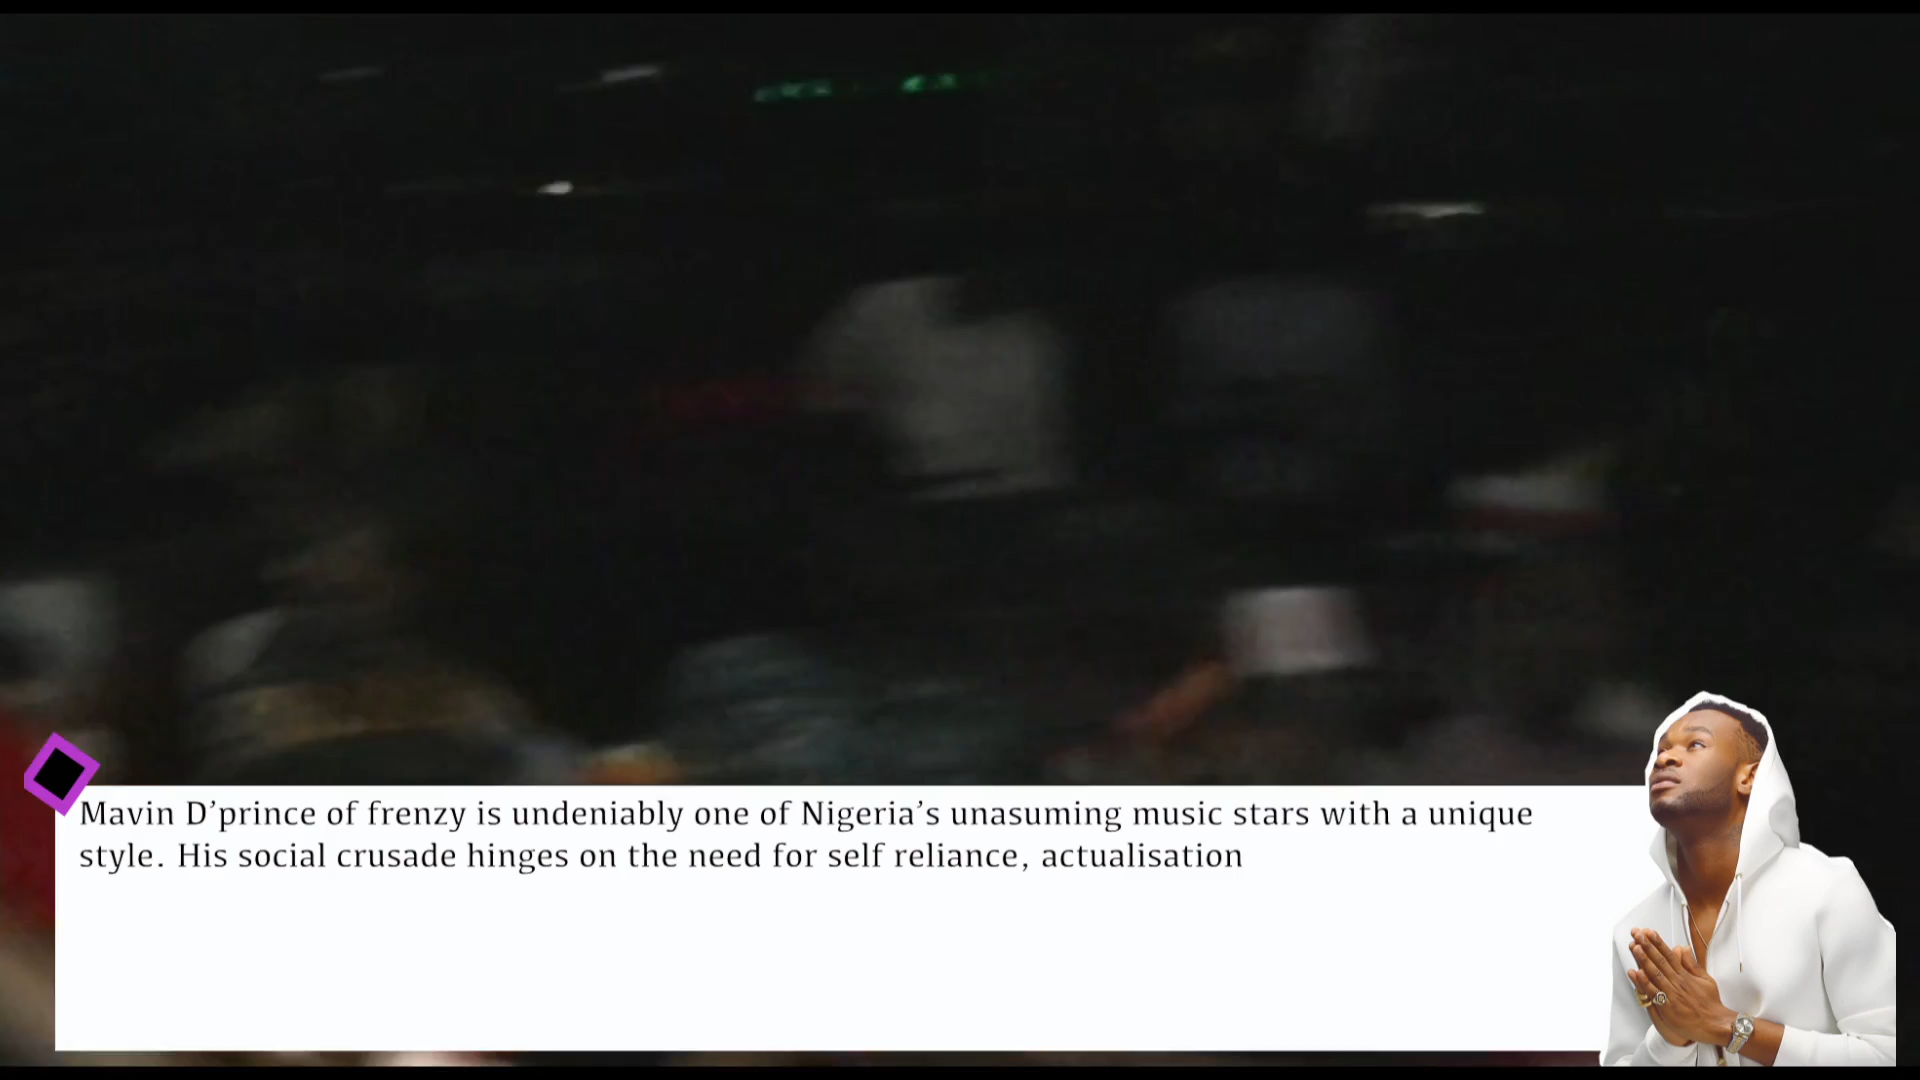 Mavin D’prince of frenzy is undeniably one of Nigeria’s unasuming music stars with a unique
style. His social crusade hinges on the need for self reliance, actualisation